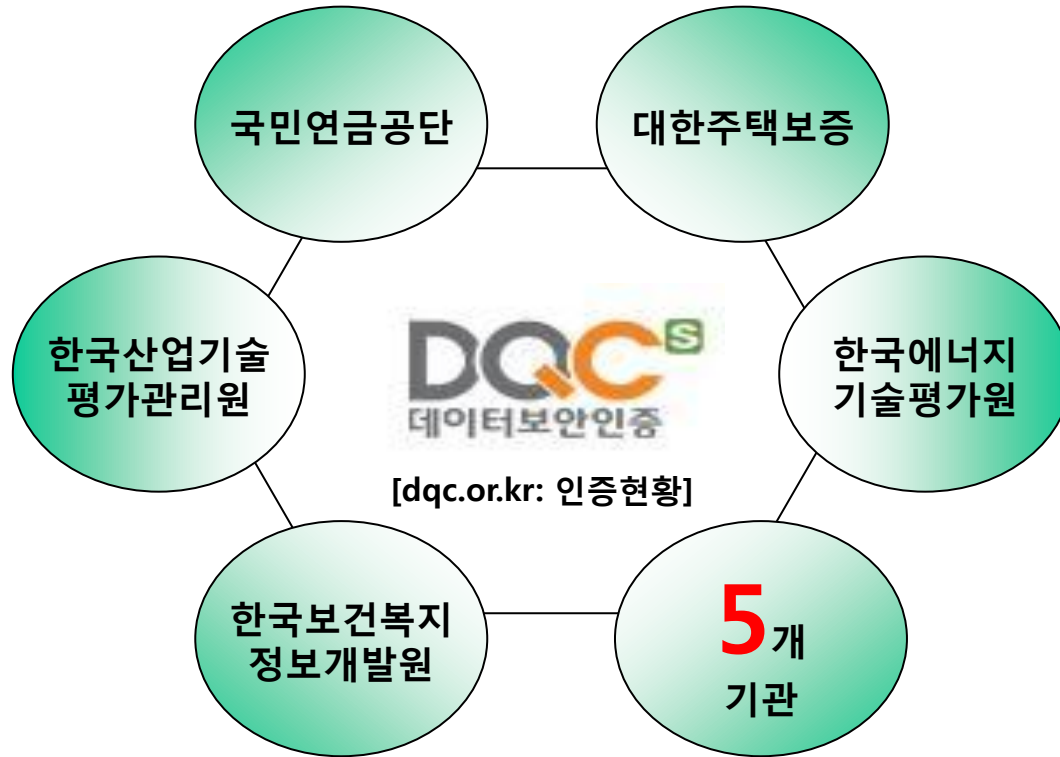 국민연금공단
대한주택보증
한국산업기술
평가관리원
DQC S
데이터보안인증
[dqc.or.kr: 인증현황]
한국에너지
기술평가원
한국보건복지
정보개발원
5개
기관